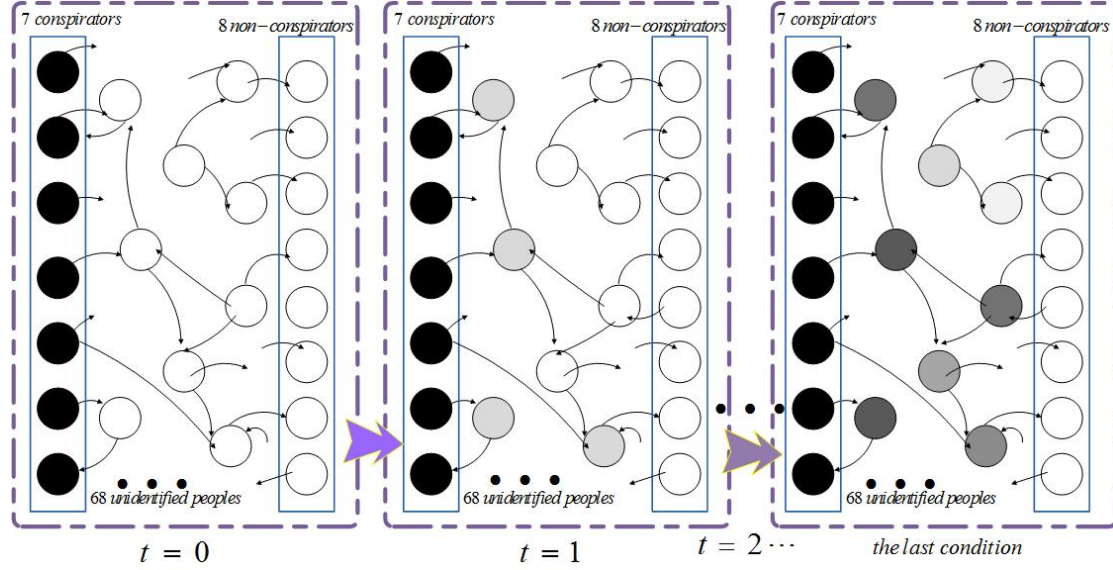 7 conspirators
8 non-conspirators
68 unidentified peoples
t = 0
7 conspirators
8 non-conspirators
68 unidentified peoples
t = 1
t = 2 ···
7 conspirators
8 non-conspirators
68 unidentified peoples
the last condition